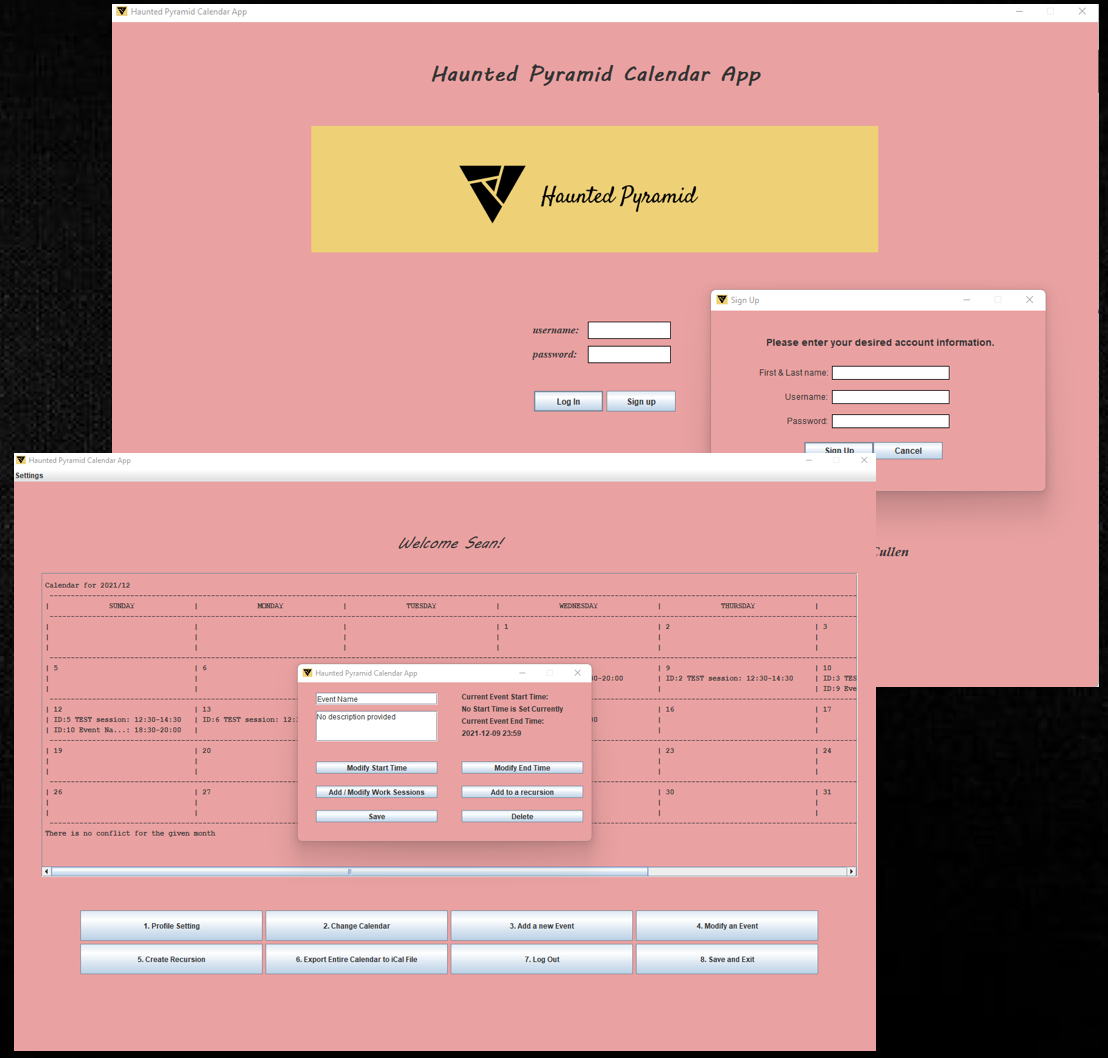 Haunted Pyramid Calendar App
Haunted Pyramid Calendar App
Haunted Pyramid
username:
password:
Log In Sign up
Sign Up
Please enter your desired account information.
First & Last name:
Username:
Password:
Sign Up Cancel
Cullen
Haunted Pyramid Calendar App
Settings
Welcome Sean!
Calendar for 2021/12
| SUNDAY | MONDAY | TUESDAY | WEDNESDAY | THURSDAY |
| | | | 1 | 2 | 3
| 5 | 6 | 9 | 10
30-20:00 | ID:2 TEST session: 12:30-14:30 | ID:3 TES
| ID:9 Eve
| 12 | 13 | 16 | 17
| ID:5 TEST session: 12:30-14:30 | ID:6 TEST session: 12:
| ID:10 Event Na...: 18:30-20:00 |
| 19 | 20 | 23 | 24
| 26 | 27 | 30 | 31
There is no conflict for the given month
Haunted Pyramid Calendar App
Event Name
No description provided
Current Event Start Time:
No Start Time is Set Currently
Current Event End Time:
2021-12-09 23:59
Modify Start Time Modify End Time
Add / Modify Work Sessions Add to a recursion
Save Delete
1. Profile Setting 2. Change Calendar 3. Add a new Event 4. Modify an Event
5. Create Recursion 6. Export Entire Calendar to iCal File 7. Log Out 8. Save and Exit